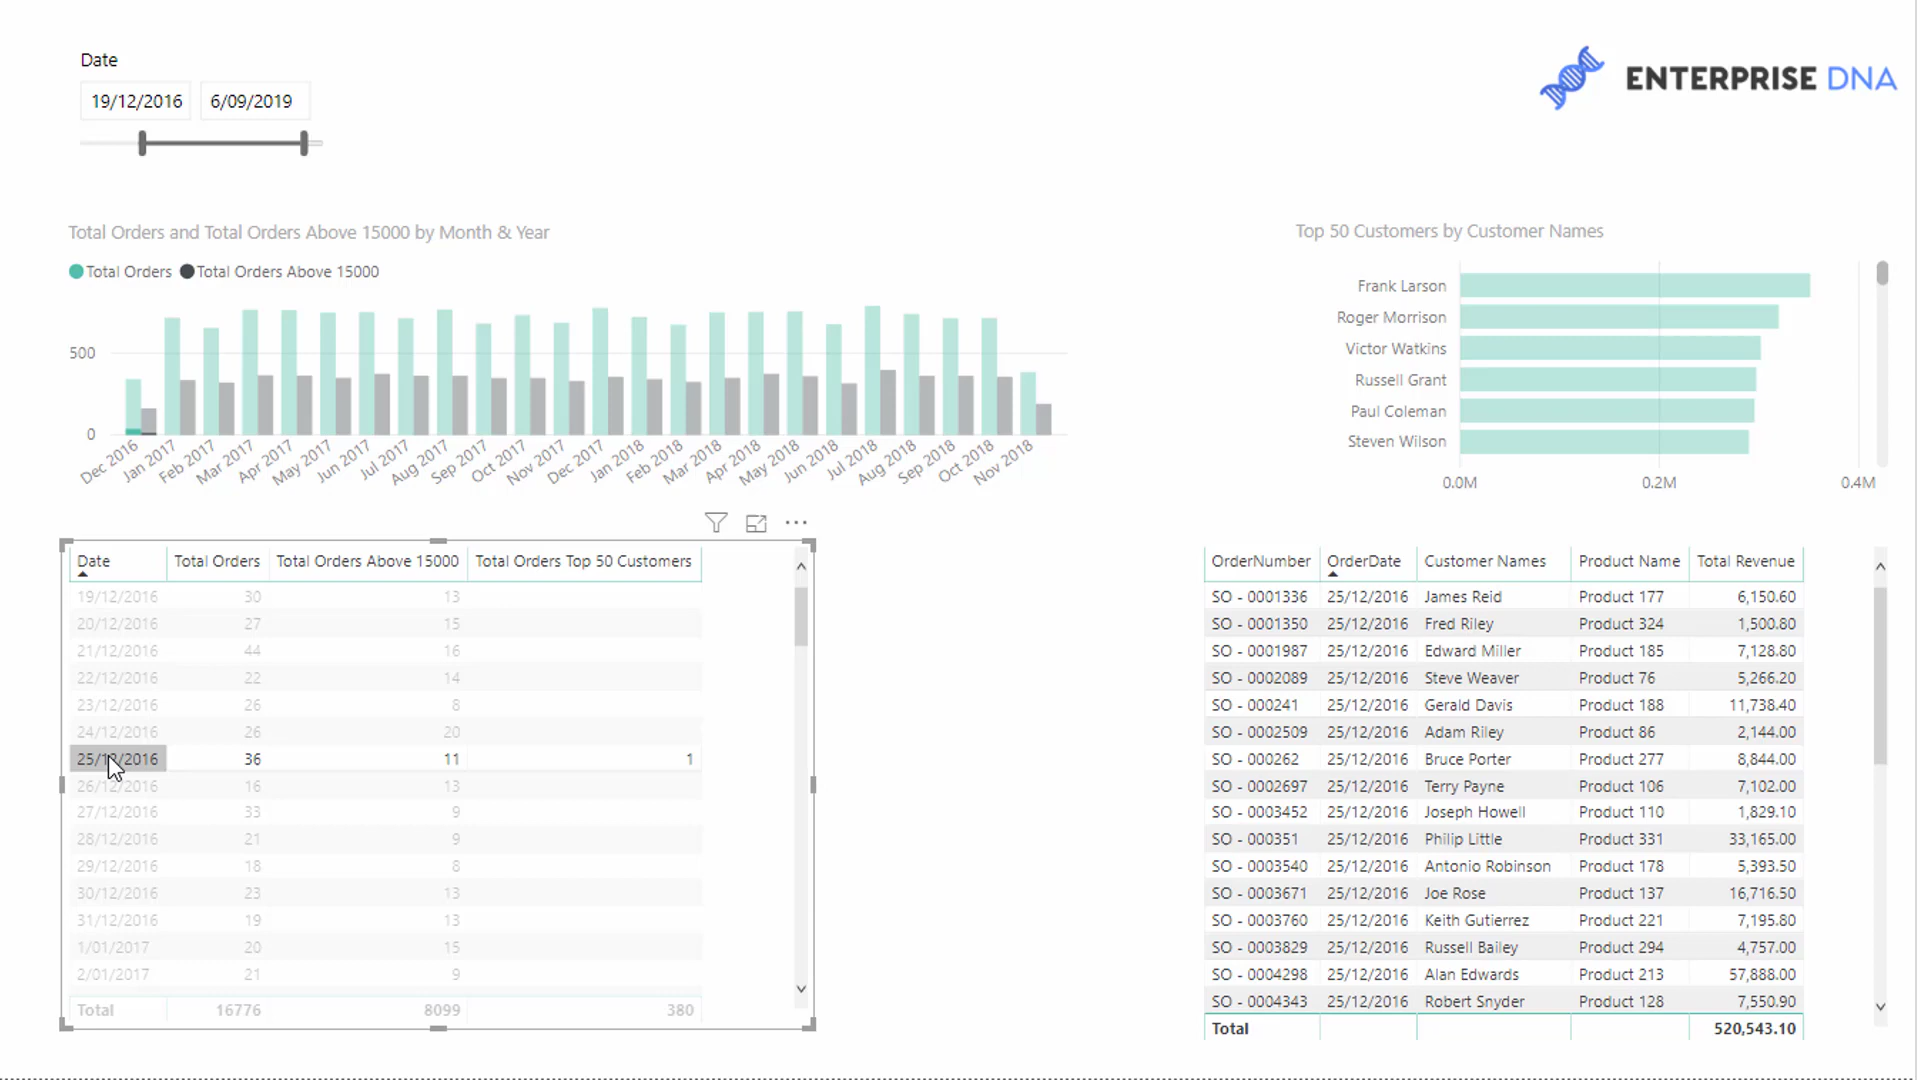 Date
19/12/2016 6/09/2019
ENTERPRISE DNA
Total Orders and Total Orders Above 15000 by Month & Year
Total Orders Total Orders Above 15000
500
0
Dec 2016 Jan 2017 Feb 2017 Mar 2017 Apr 2017 May 2017 Jun 2017 Jul 2017 Aug 2017 Sep 2017 Oct 2017 Nov 2017 Dec 2017 Jan 2018 Feb 2018 Mar 2018 Apr 2018 May 2018 Jun 2018 Jul 2018 Aug 2018 Sep 2018 Oct 2018 Nov 2018
Top 50 Customers by Customer Names
Frank Larson
Roger Morrison
Victor Watkins
Russell Grant
Paul Coleman
Steven Wilson
0.0M 0.2M 0.4M
Date Total Orders Total Orders Above 15000 Total Orders Top 50 Customers
19/12/2016 30 13
20/12/2016 27 15
21/12/2016 44 16
22/12/2016 22 14
23/12/2016 26 8
24/12/2016 26 20
25/12/2016 36 11 1
26/12/2016 16 13
27/12/2016 33 9
28/12/2016 21 9
29/12/2016 18 8
30/12/2016 23 13
31/12/2016 19 13
1/01/2017 20 15
2/01/2017 21 9
Total 16776 8099 380
OrderNumber OrderDate Customer Names Product Name Total Revenue
SO - 0001336 25/12/2016 James Reid Product 177 6,150.60
SO - 0001350 25/12/2016 Fred Riley Product 324 1,500.80
SO - 0001987 25/12/2016 Edward Miller Product 185 7,128.80
SO - 0002089 25/12/2016 Steve Weaver Product 76 5,266.20
SO - 000241 25/12/2016 Gerald Davis Product 188 11,738.40
SO - 0002509 25/12/2016 Adam Riley Product 86 2,144.00
SO - 000262 25/12/2016 Bruce Porter Product 277 8,844.00
SO - 0002697 25/12/2016 Terry Payne Product 106 7,102.00
SO - 0003452 25/12/2016 Joseph Howell Product 110 1,829.10
SO - 000351 25/12/2016 Philip Little Product 331 33,165.00
SO - 0003540 25/12/2016 Antonio Robinson Product 178 5,393.50
SO - 0003671 25/12/2016 Joe Rose Product 137 16,716.50
SO - 0003760 25/12/2016 Keith Gutierrez Product 221 7,195.80
SO - 0003829 25/12/2016 Russell Bailey Product 294 4,757.00
SO - 0004298 25/12/2016 Alan Edwards Product 213 57,888.00
SO - 0004343 25/12/2016 Robert Snyder Product 128 7,550.90
Total 520,543.10